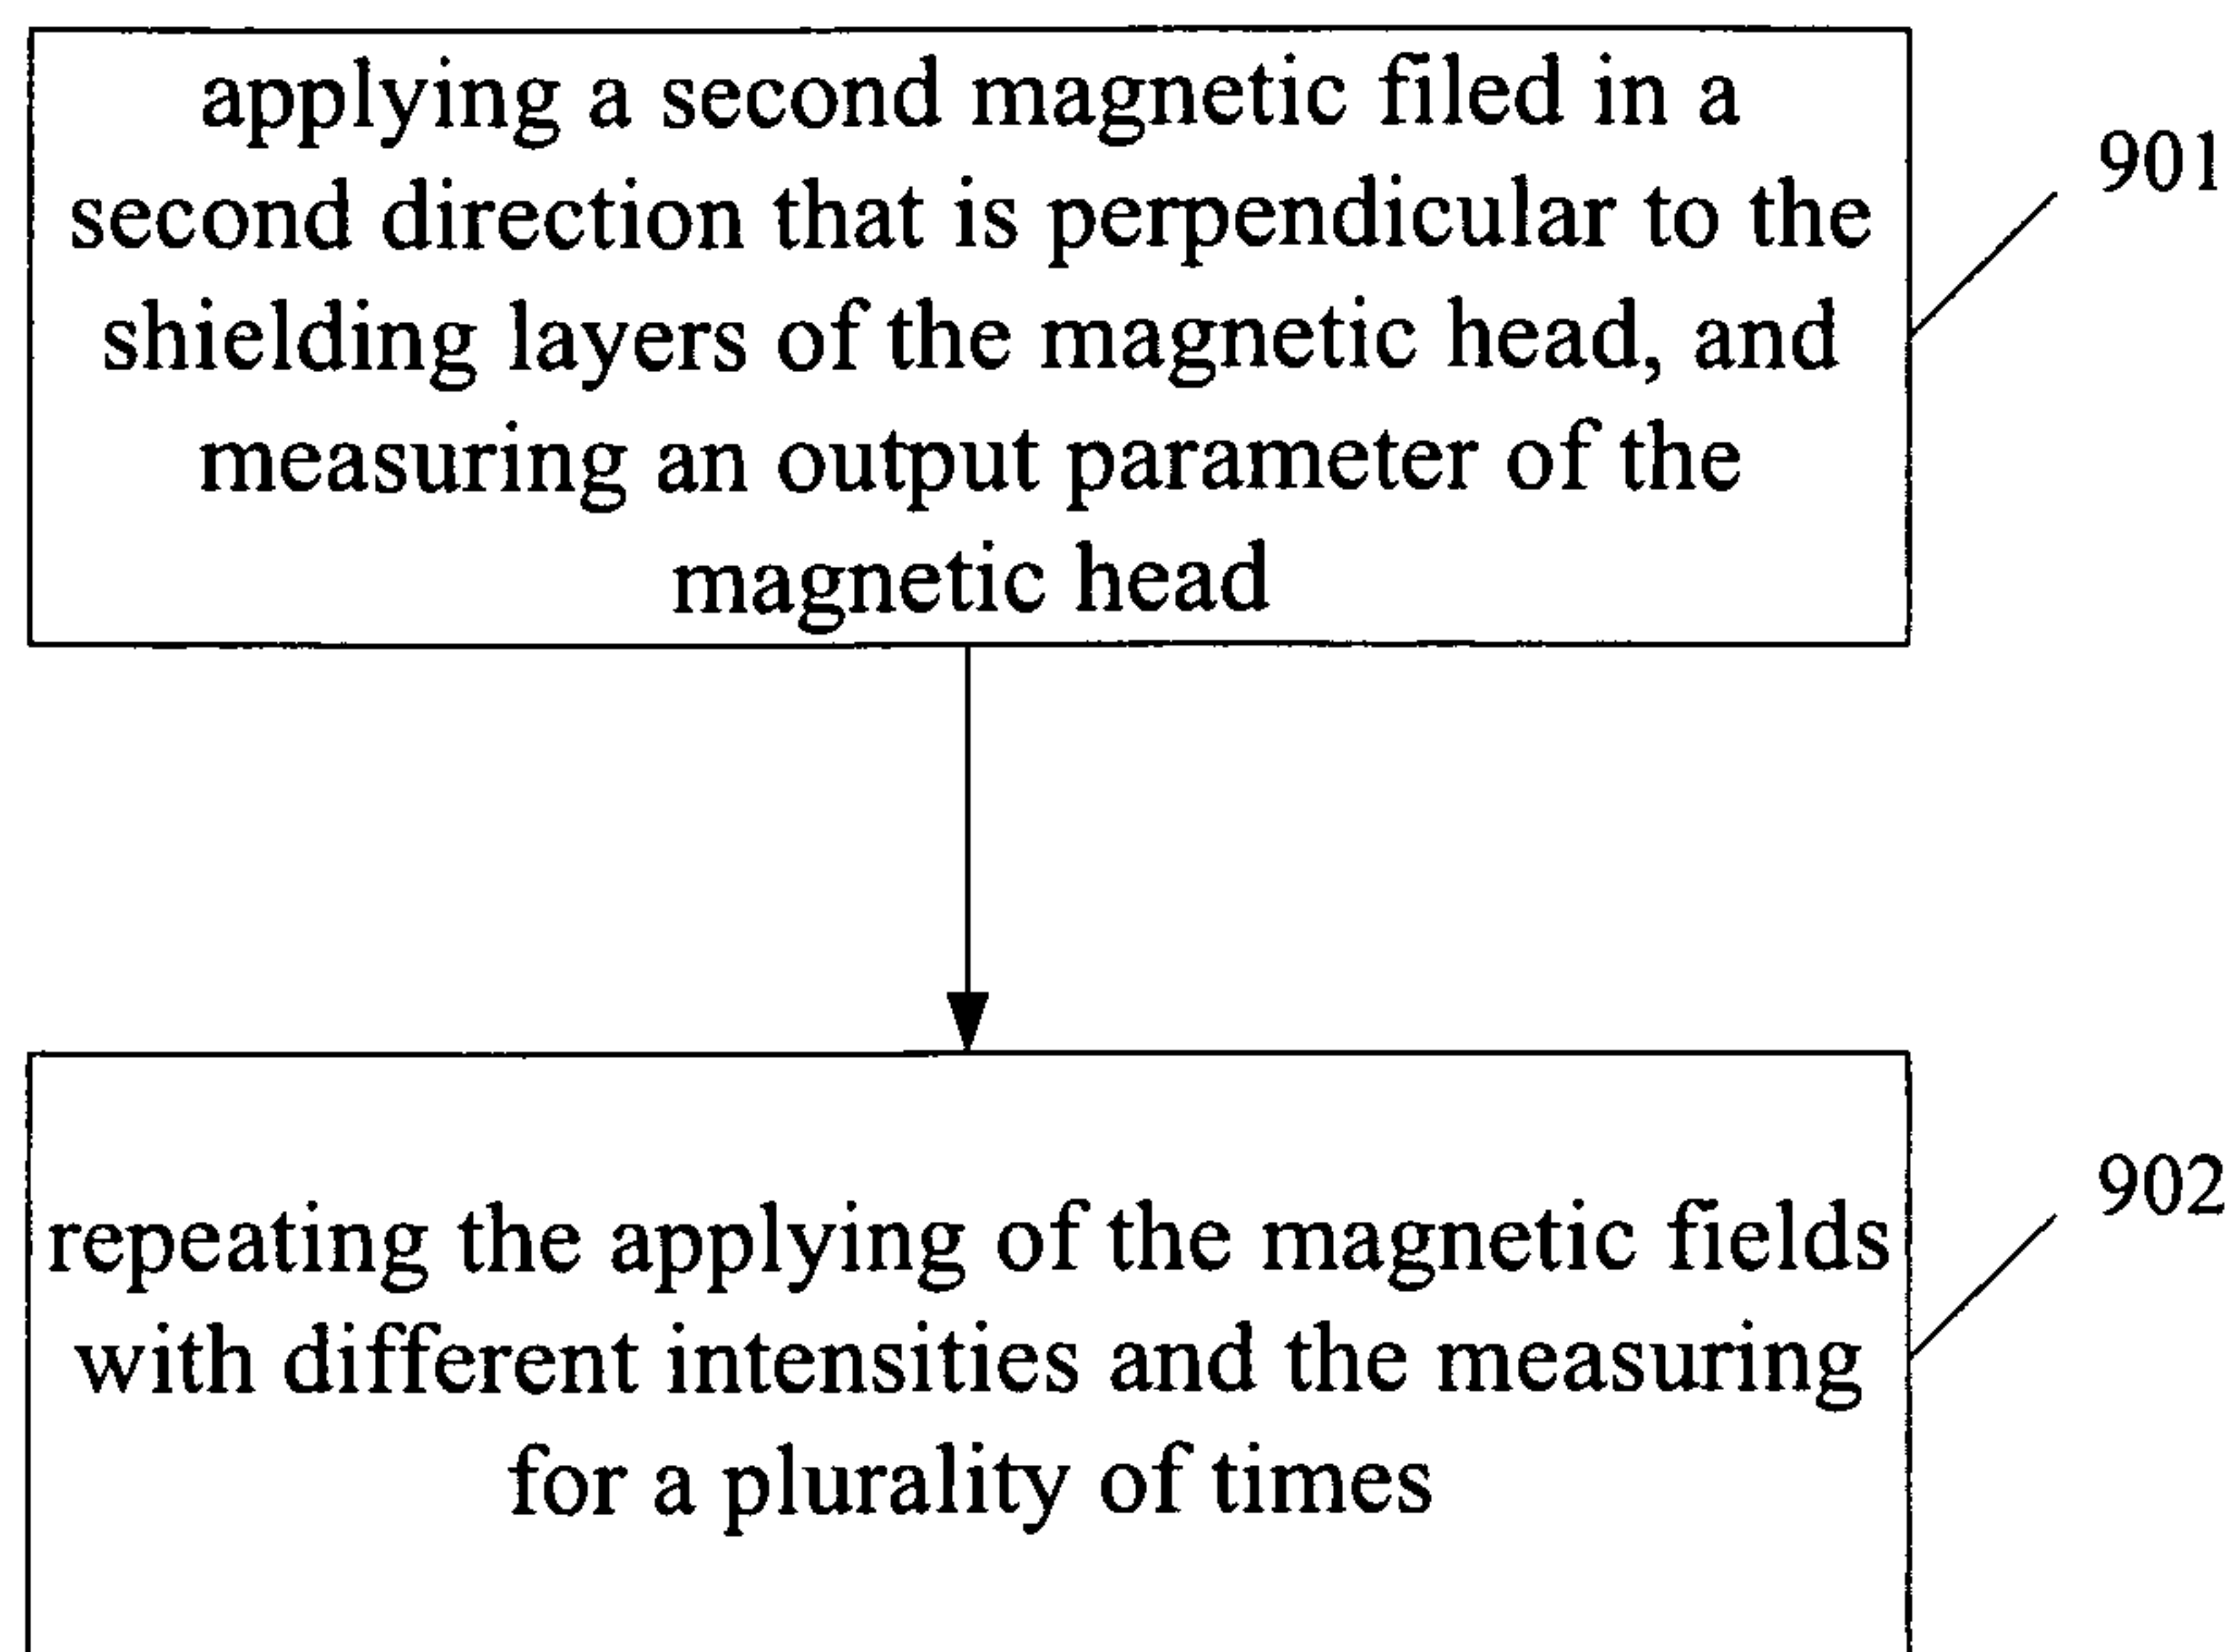 applying a second magnetic filed in a
second direction that is perpendicular to the
shielding layers of the magnetic head, and
measuring an output parameter of the
magnetic head
901
repeating the applying of the magnetic fields
with different intensities and the measuring
for a plurality of times
902